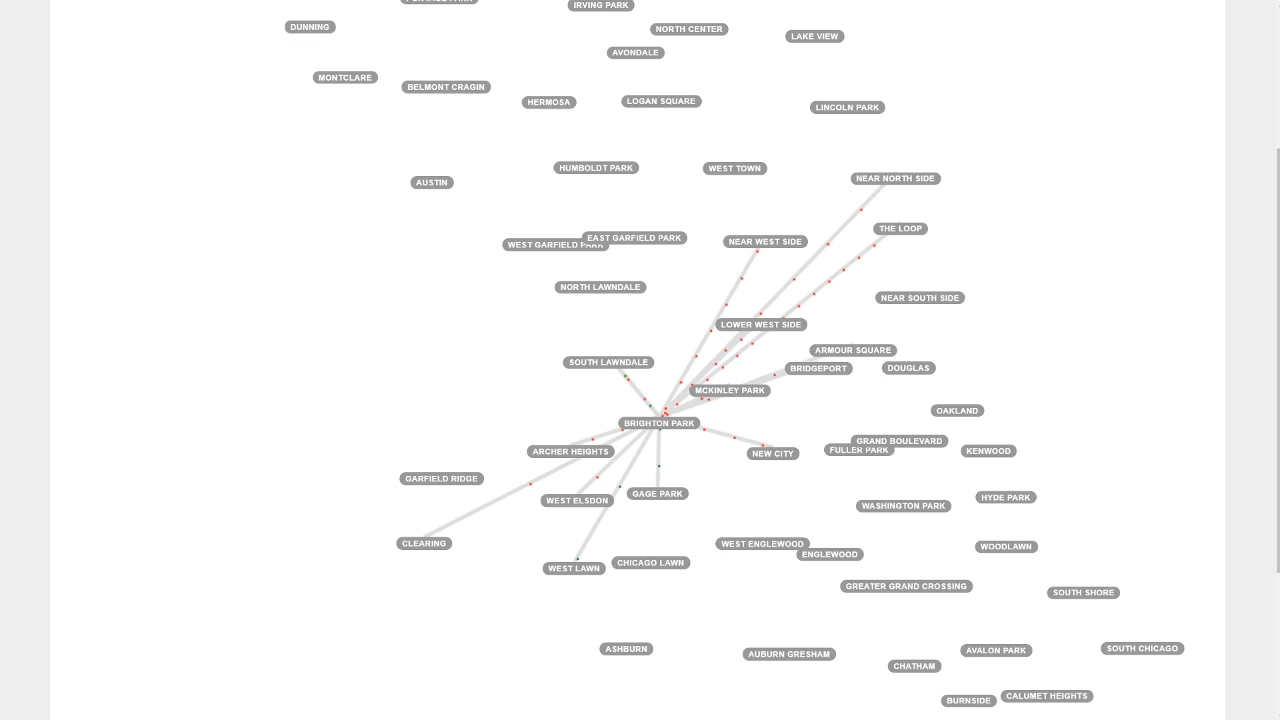 IRVING PARK
DUNNING
NORTH CENTER
LAKE VIEW
AVONDALE
MONTCLARE
BELMONT CRAGIN
HERMOSA
LOGAN SQUARE
LINCOLN PARK
HUMBOLDT PARK
WEST TOWN
NEAR NORTH SIDE
AUSTIN
THE LOOP
WEST GARFIELD PARK
EAST GARFIELD PARK
NEAR WEST SIDE
NORTH LAWNDALE
NEAR SOUTH SIDE
LOWER WEST SIDE
ARMOUR SQUARE
SOUTH LAWNDALE
BRIDGEPORT
DOUGLAS
MCKINLEY PARK
OAKLAND
BRIGHTON PARK
GRAND BOULEVARD
FULLER PARK
KENWOOD
ARCHER HEIGHTS
NEW CITY
GARFIELD RIDGE
GAGE PARK
HYDE PARK
WEST ELSDON
WASHINGTON PARK
CLEARING
WEST ENGLEWOOD
WOODLAWN
ENGLEWOOD
WEST LAWN
CHICAGO LAWN
GREATER GRAND CROSSING
SOUTH SHORE
ASHBURN
AUBURN GRESHAM
AVALON PARK
SOUTH CHICAGO
CHATHAM
BURNSIDE
CALUMET HEIGHTS